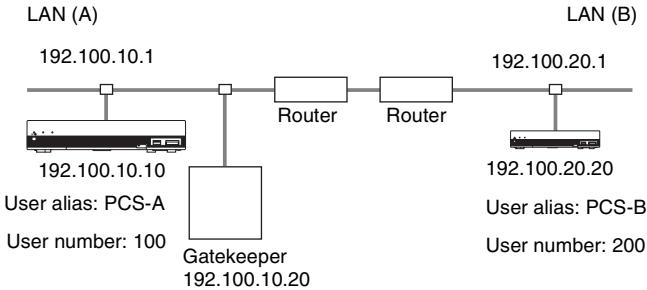 LAN (A)
LAN (B)
192.100.10.1
192.100.20.1
Router
Router
192.100.10.10
192.100.20.20
User alias: PCS-A
User alias: PCS-B
User number: 100
User number: 200
Gatekeeper
192.100.10.20